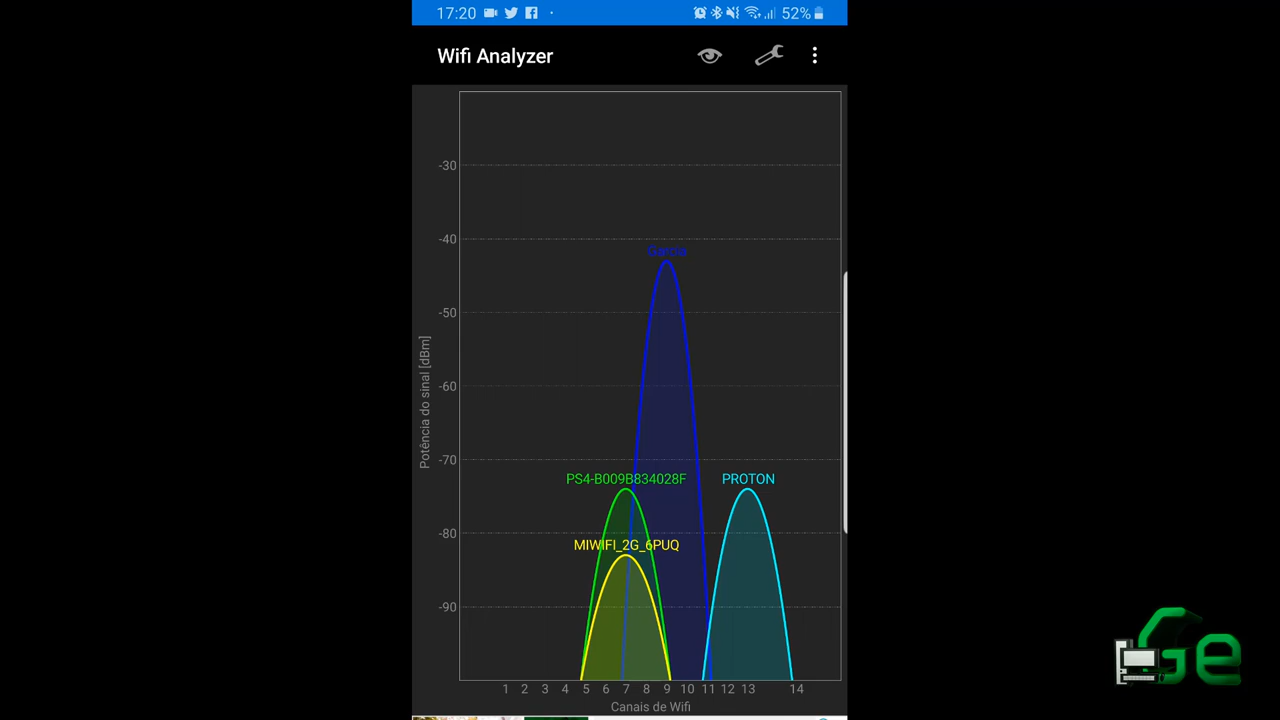 17:20
52%
Wifi Analyzer
-30
-40
Garcia
-50
-60
Potência do sinal [dBm]
-70
PS4-B009B834028F
PROTON
-80
MIWIFI_2G_6PUQ
-90
1 2 3 4 5 6 7 8 9 10 11 12 13 14
Canais de Wifi
Ge